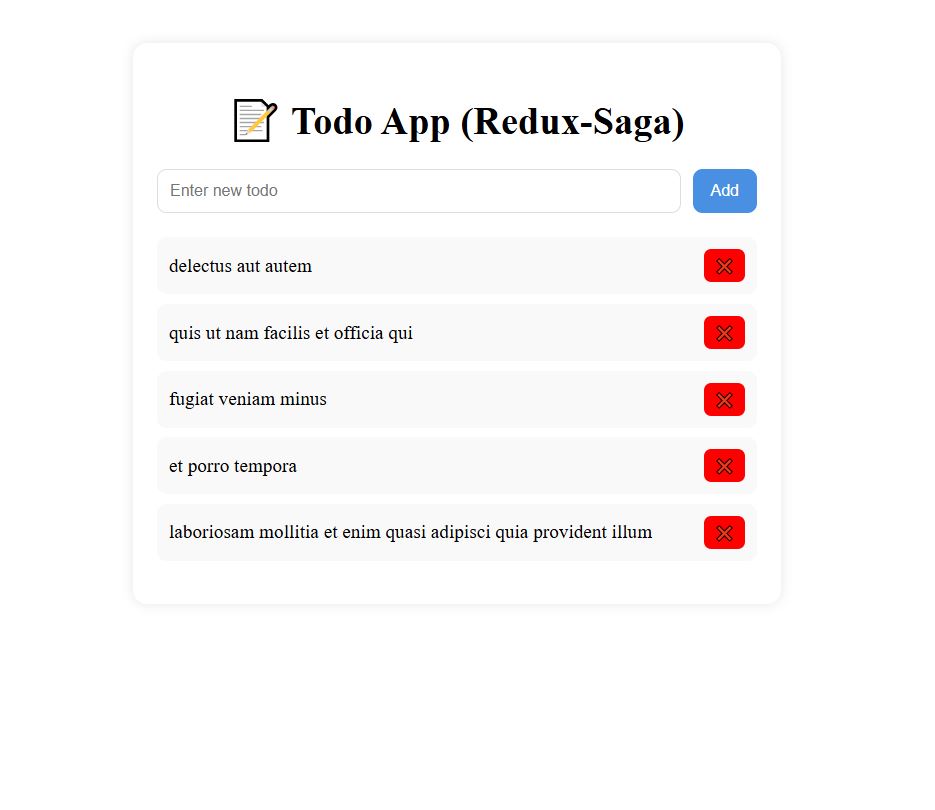 📝 Todo App (Redux-Saga)
Enter new todo
Add
delectus aut autem
quis ut nam facilis et officia qui
fugiat veniam minus
et porro tempora
laboriosam mollitia et enim quasi adipisci quia provident illum